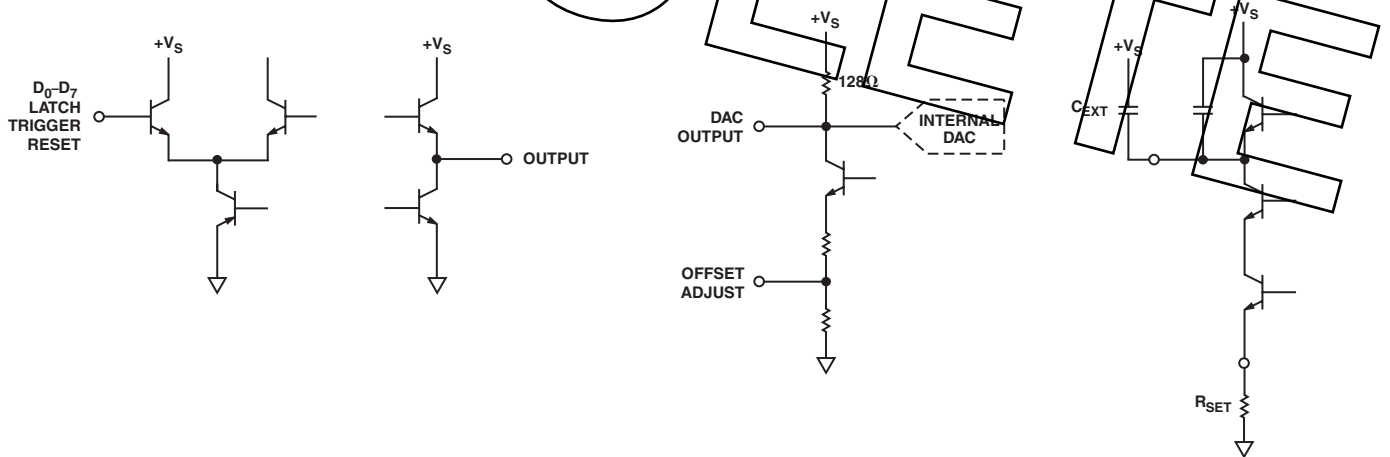 +VS
D0–D7
LATCH
TRIGGER
RESET
+VS
OUTPUT
+VS
128Ω
DAC
OUTPUT
INTERNAL
DAC
OFFSET
ADJUST
+VS
+VS
CEXT
RSET